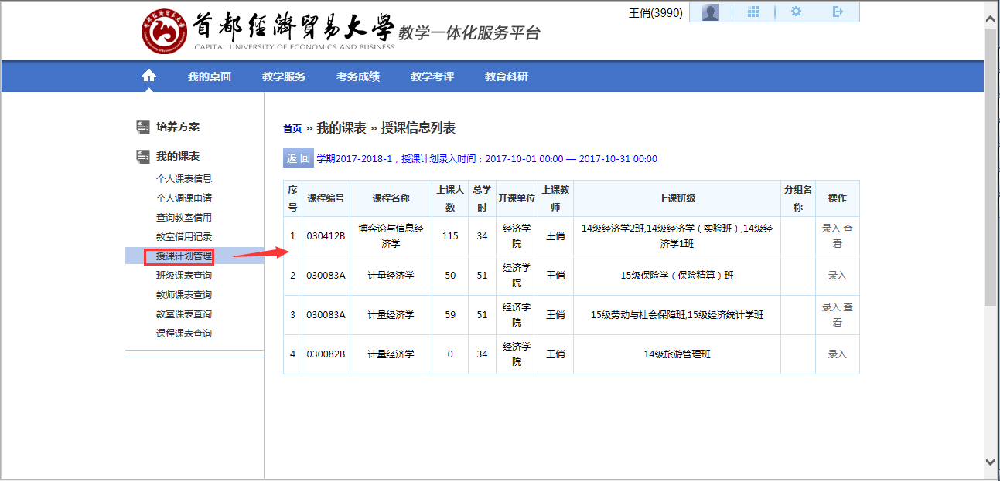 王俏(3990)
首都经济贸易大学 教学一体化服务平台
CAPITAL UNIVERSITY OF ECONOMICS AND BUSINESS
我的桌面 教学服务 考务成绩 教学考评 教育科研
培养方案
我的课表
个人课表信息
个人调课申请
查询教室借用
教室借用记录
授课计划管理
班级课表查询
教师课表查询
教室课表查询
课程课表查询
首页 » 我的课表 » 授课信息列表
返 回 学期2017-2018-1，授课计划录入时间：2017-10-01 00:00 — 2017-10-31 00:00
序号 课程编号 课程名称 上课人数 总学时 开课单位 上课教师 上课班级 分组名称 操作
1 030412B 博弈论与信息经济学 115 34 经济学院 王俏 14级经济学2班,14级经济学（实验班）,14级经济学1班 录入 查看
2 030083A 计量经济学 50 51 经济学院 王俏 15级保险学（保险精算）班 录入
3 030083A 计量经济学 59 51 经济学院 王俏 15级劳动与社会保障班,15级经济统计学班 录入 查看
4 030082B 计量经济学 0 34 经济学院 王俏 14级旅游管理班 录入